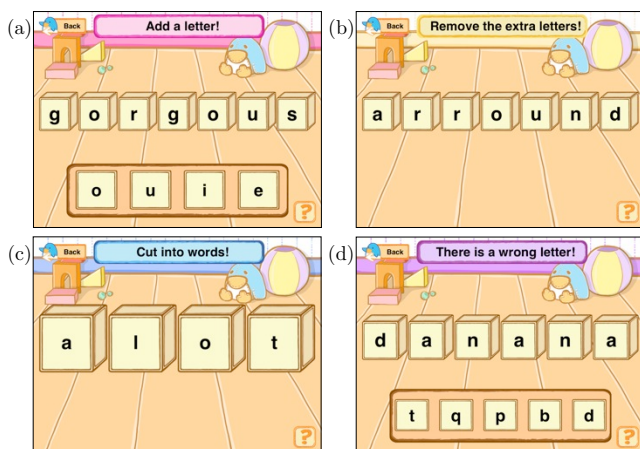 (a)
Back
Add a letter!
g o r g o u s
o u i e
?
(b)
Back
Remove the extra letters!
a r r o u n d
?
(c)
Back
Cut into words!
a l o t
?
(d)
Back
There is a wrong letter!
d a n a n a
t q p b d
?